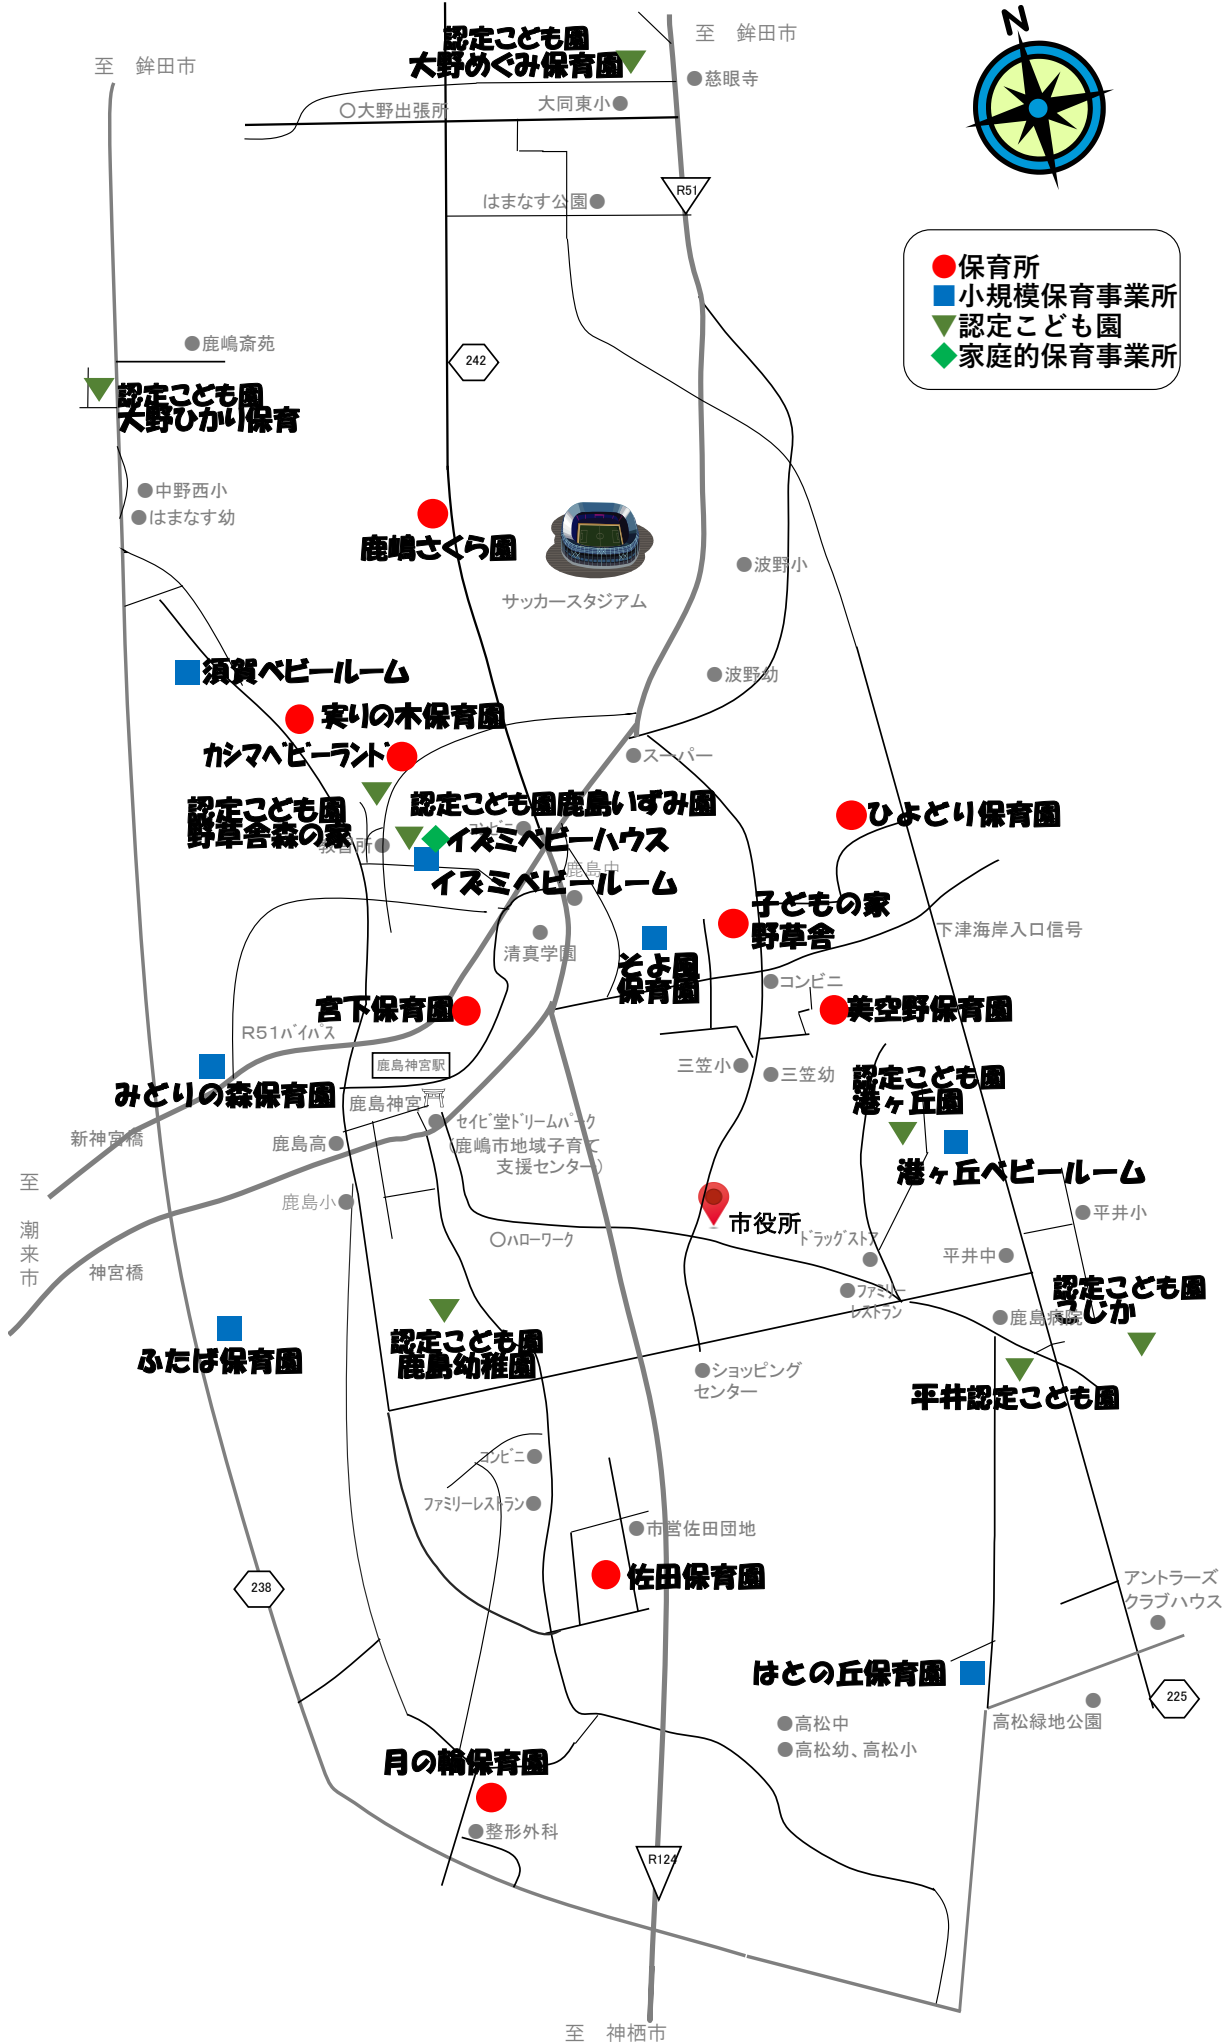 N
至　鉾田市
認定こども園
大野めぐみ保育園
至　鉾田市
●慈眼寺
○大野出張所
大同東小●
R51
はまなす公園●
●保育所
■小規模保育事業所
▼認定こども園
◆家庭的保育事業所
●鹿嶋斎苑
242
認定こども園
大野ひかり保育
●中野西小
●はまなす幼
鹿嶋さくら園
サッカースタジアム
●波野小
須賀ベビールーム
●波野幼
実りの木保育園
カシマベビーランド
●スーパー
認定こども園
野草舎森の家
教習所●
認定こども園鹿島いずみ園
コンビニ●
イズミベビーハウス
イズミベビールーム
鹿島中
ひよどり保育園
子どもの家
野草舎
下津海岸入口信号
清真学園
そよ風
保育園
●コンビニ
宮下保育園
美空野保育園
R51バイパス
鹿島神宮駅
三笠小●
●三笠幼
認定こども園
港ヶ丘園
みどりの森保育園
鹿島神宮
セイビ堂ドリームパーク
(鹿嶋市地域子育て
支援センター)
新神宮橋
鹿島高●
港ヶ丘ベビールーム
至
潮
来
市
鹿島小●
市役所
●平井小
○ハローワーク
ドラッグストア
平井中●
神宮橋
●ファミリー
レストラン
認定こども園
こじか
●鹿島病院
ふたば保育園
認定こども園
鹿島幼稚園
●ショッピング
センター
平井認定こども園
コンビニ●
ファミリーレストラン●
●市営佐田団地
佐田保育園
238
アントラーズ
クラブハウス
はとの丘保育園
225
●高松中
高松緑地公園
●高松幼、高松小
月の輪保育園
●整形外科
R124
至　神栖市